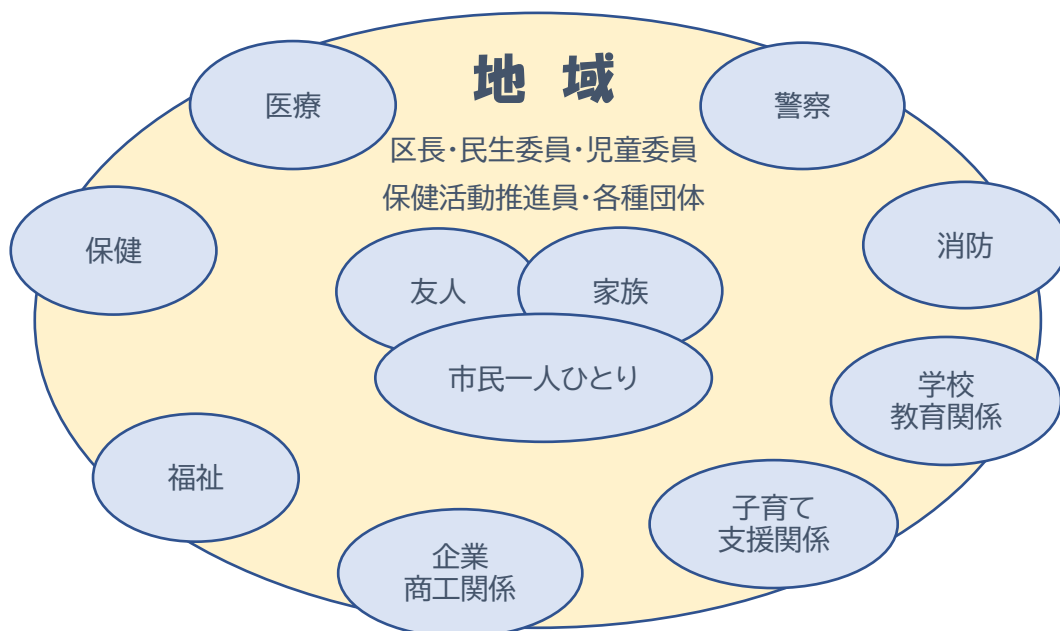 地域
医療
警察
区長・民生委員・児童委員
保健活動推進員・各種団体
保健
消防
友人
家族
市民一人ひとり
学校
教育関係
福祉
子育て
支援関係
企業
商工関係